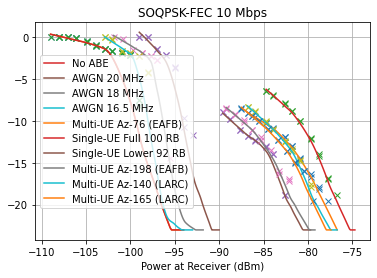 SOQPSK-FEC 10 Mbps
0
−5
−10
−15
−20
No ABE
AWGN 20 MHz
AWGN 18 MHz
AWGN 16.5 MHz
Multi-UE Az-76 (EAFB)
Single-UE Full 100 RB
Single-UE Lower 92 RB
Multi-UE Az-198 (EAFB)
Multi-UE Az-140 (LARC)
Multi-UE Az-165 (LARC)
−110 −105 −100 −95 −90 −85 −80 −75
Power at Receiver (dBm)